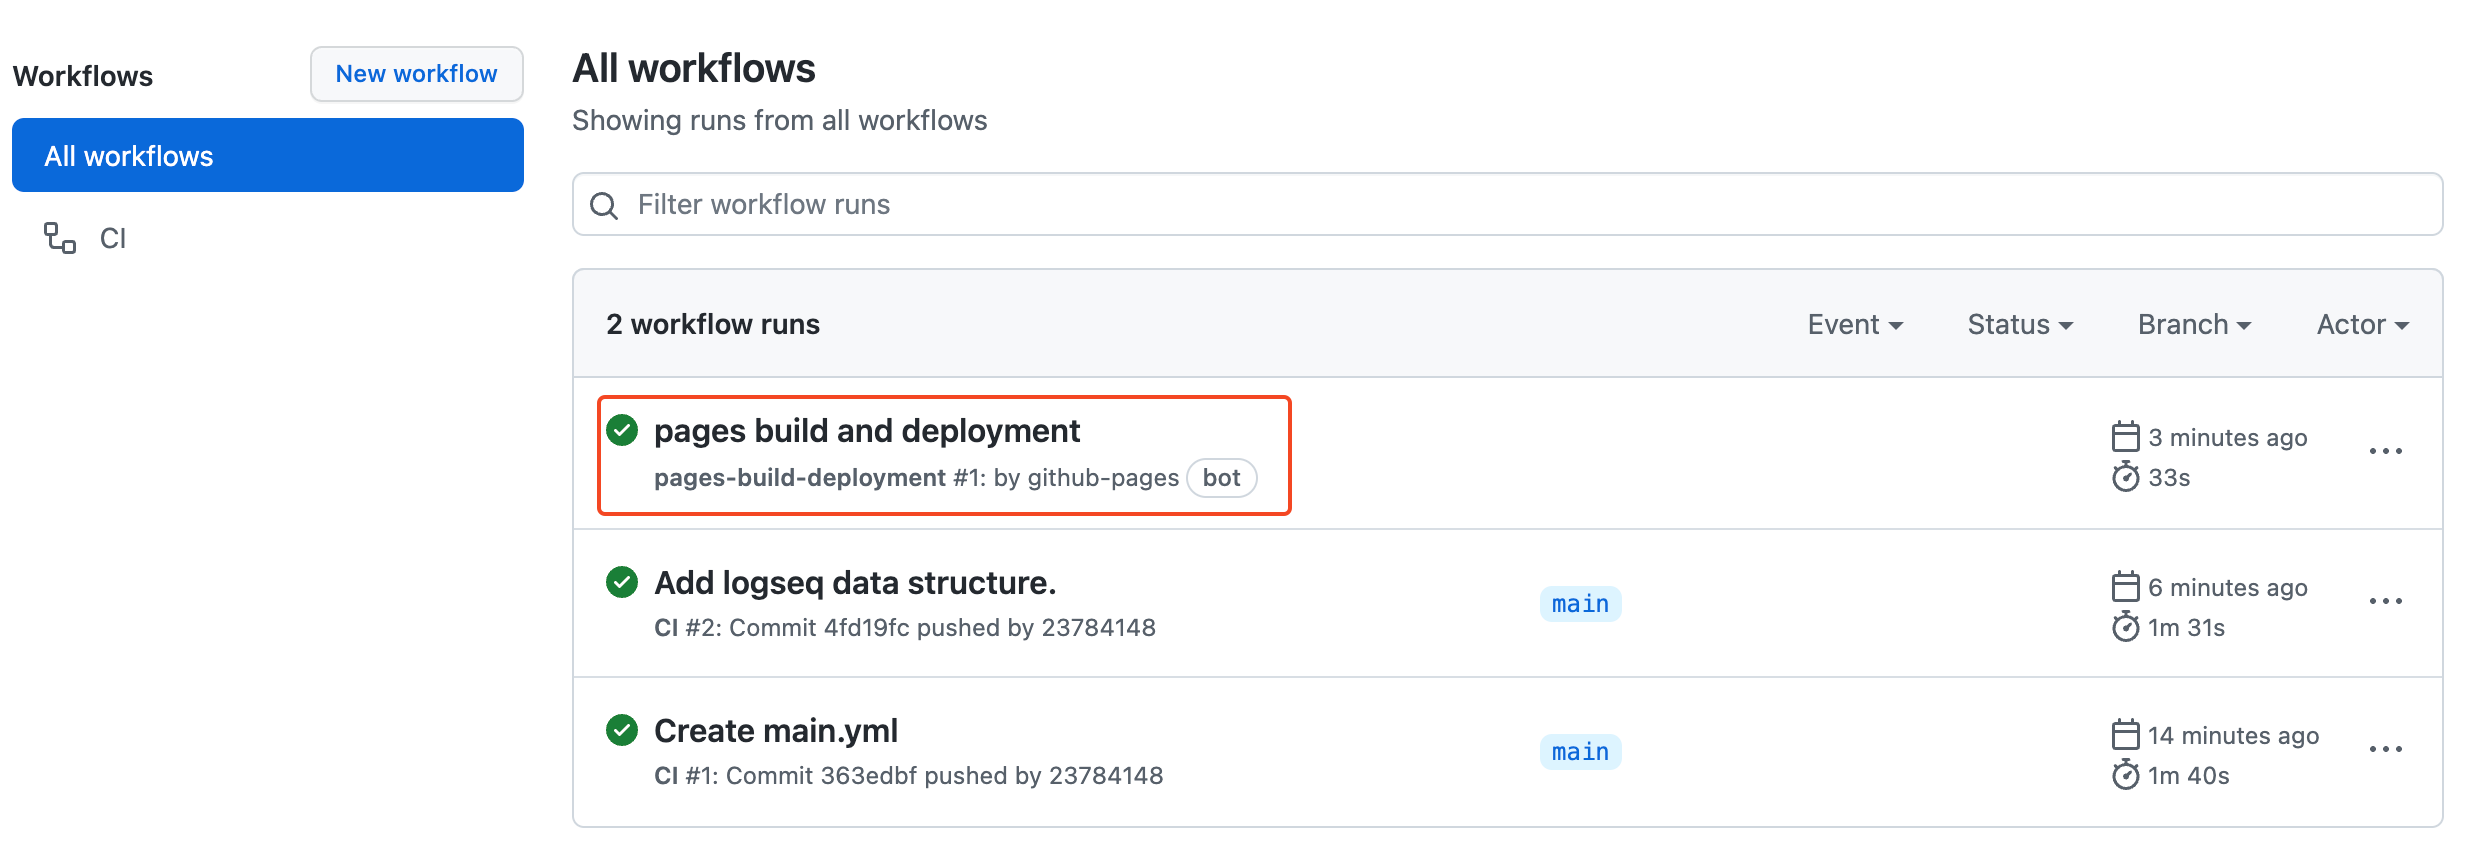 Workflows
New workflow
All workflows
CI
All workflows
Showing runs from all workflows
Filter workflow runs
2 workflow runs
Event
Status
Branch
Actor
pages build and deployment
pages-build-deployment #1: by github-pages bot
3 minutes ago
33s
Add logseq data structure.
CI #2: Commit 4fd19fc pushed by 23784148
main
6 minutes ago
1m 31s
Create main.yml
CI #1: Commit 363edbf pushed by 23784148
main
14 minutes ago
1m 40s